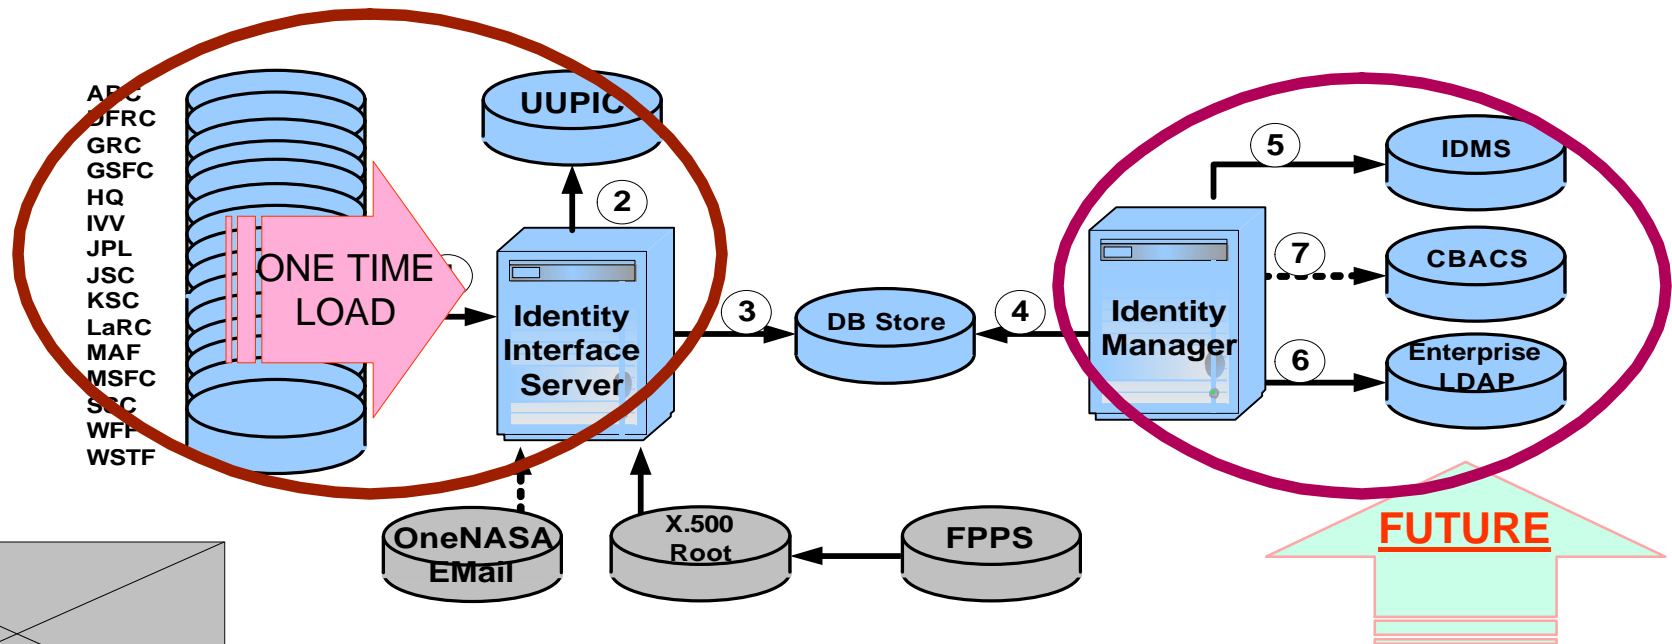 ARC
DFRC
GRC
GSFC
HQ
IVV
JPL
JSC
KSC
LaRC
MAF
MSFC
SSC
WFF
WSTF
ONE TIME
LOAD
UUPIC
2
Identity
Interface
Server
3
DB Store
4
Identity
Manager
5
IDMS
7
CBACS
6
Enterprise
LDAP
OneNASA
EMail
X.500
Root
FPPS
FUTURE